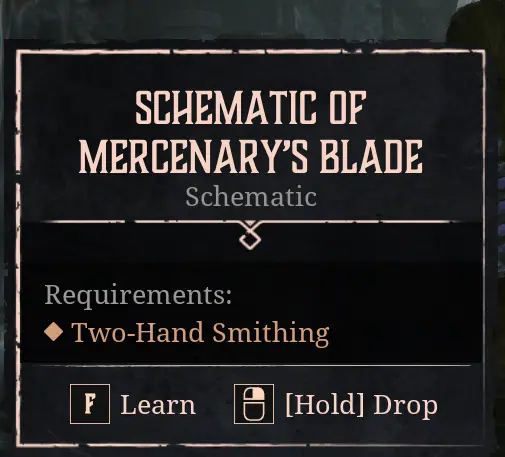 SCHEMATIC OF
MERCENARY'S BLADE
Schematic
Requirements:
Two-Hand Smithing
F Learn [Hold] Drop